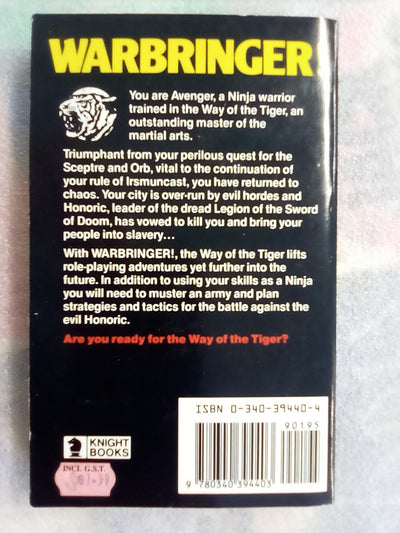 WARBRINGER
You are Avenger, a Ninja warrior
trained in the Way of the Tiger, an
outstanding master of the
martial arts.
Triumphant from your perilous quest for the
Sceptre and Orb, vital to the continuation
of your rule of Irsmuncast, you have returned to
chaos. Your city is over-run by evil hordes and
Honoric, leader of the dread Legion of the Sword
of Doom, has vowed to kill you and bring your
people into slavery...
With WARBRINGER!, the Way of the Tiger lifts
role-playing adventures yet further into the
future. In addition to using your skills as a Ninja
you will need to muster an army and plan
strategies and tactics for the battle against the
evil Honoric.
Are you ready for the Way of the Tiger?
ISBN 0-340-39440-4
90195
9 780340 394403
KNIGHT
BOOKS
INCL G.S.T.